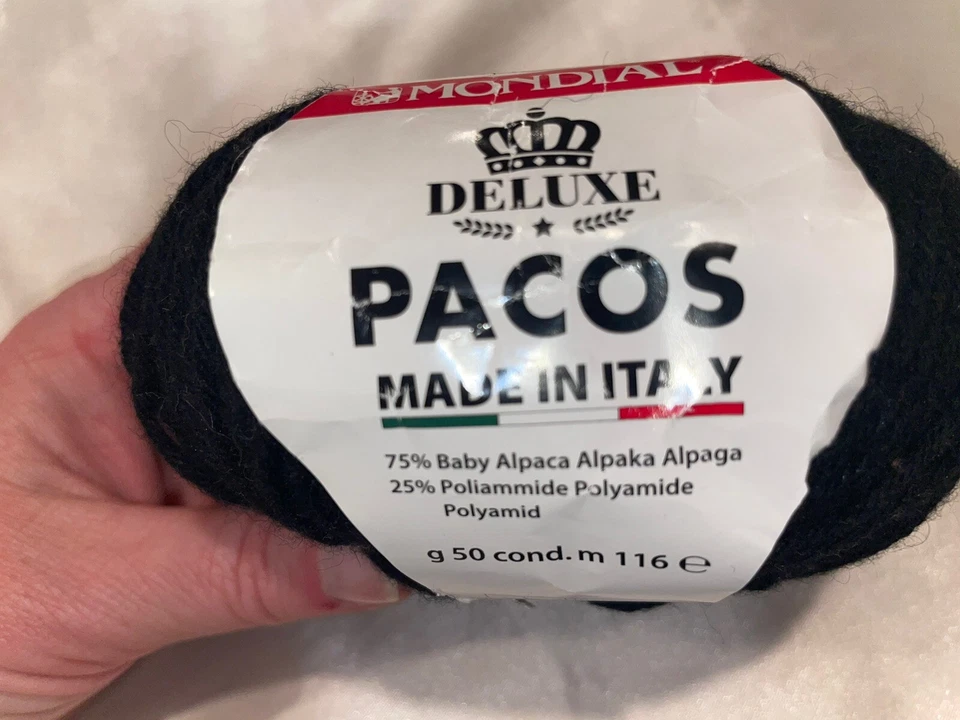 MONDIAL
DELUXE
PACOS
MADE IN ITALY
75% Baby Alpaca Alpaka Alpaga
25% Poliammide Polyamide
Polyamid
g 50 cond. m 116 ℮